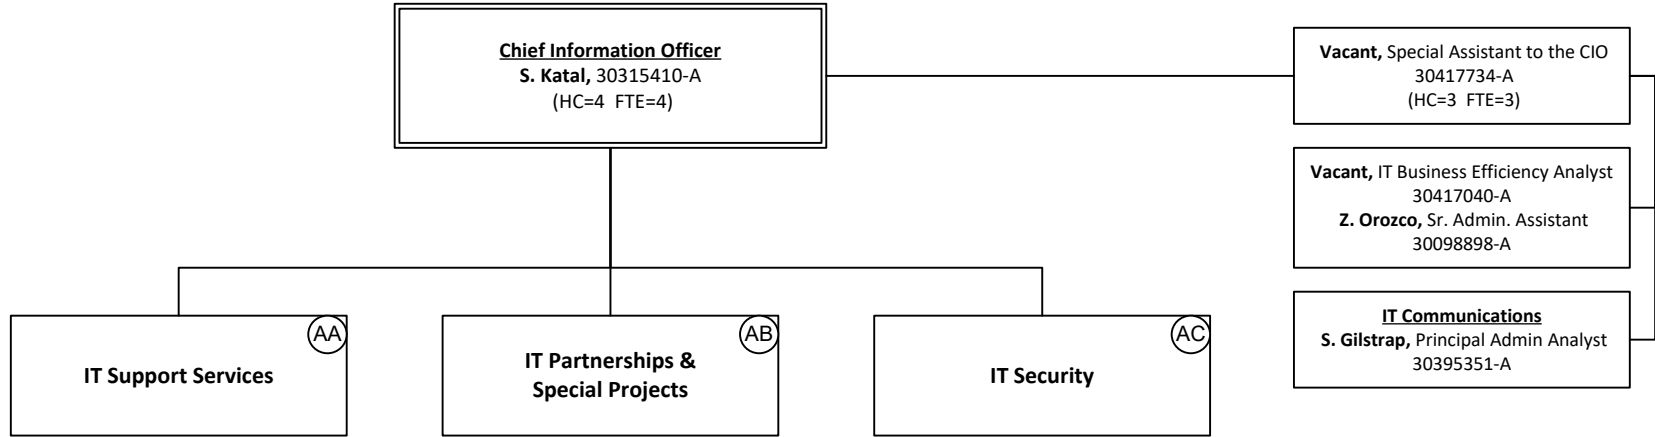 Chief Information Officer
S. Katal, 30315410-A
(HC=4  FTE=4)
Vacant, Special Assistant to the CIO
30417734-A
(HC=3  FTE=3)
Vacant, IT Business Efficiency Analyst
30417040-A
Z. Orozco, Sr. Admin. Assistant
30098898-A
IT Communications
S. Gilstrap, Principal Admin Analyst
30395351-A
AA
IT Support Services
AB
IT Partnerships &
Special Projects
AC
IT Security